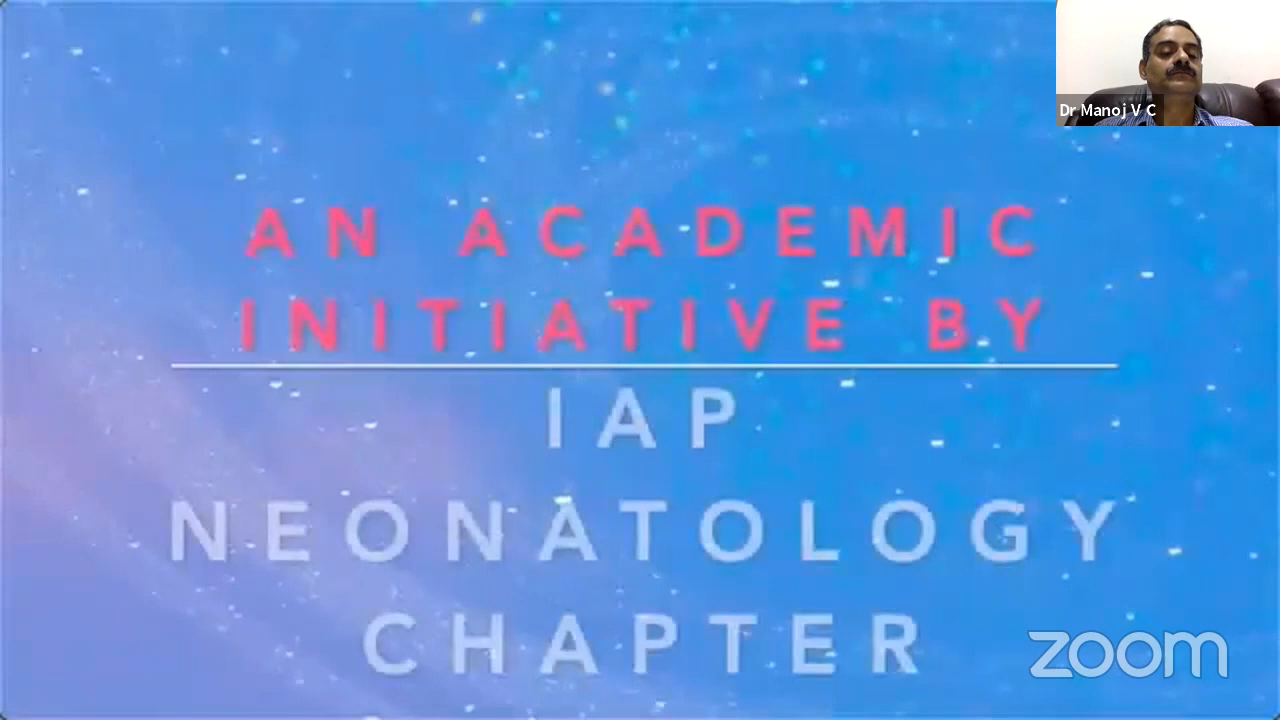 Dr Manoj V C
AN ACADEMIC
INITIATIVE BY
IAP
NEONATOLOGY
CHAPTER
zoom